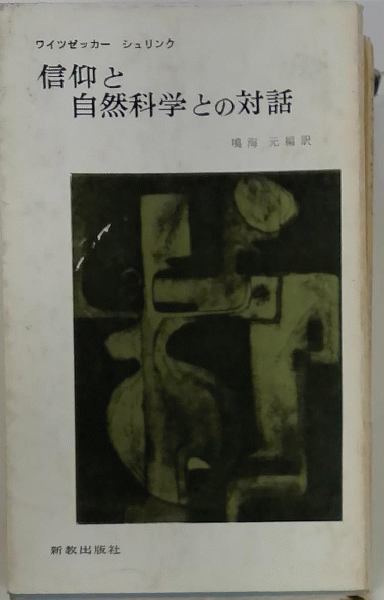 ワイツゼッカー シュリンク
信仰と
自然科学との対話
鳴海 元編訳
新教出版社